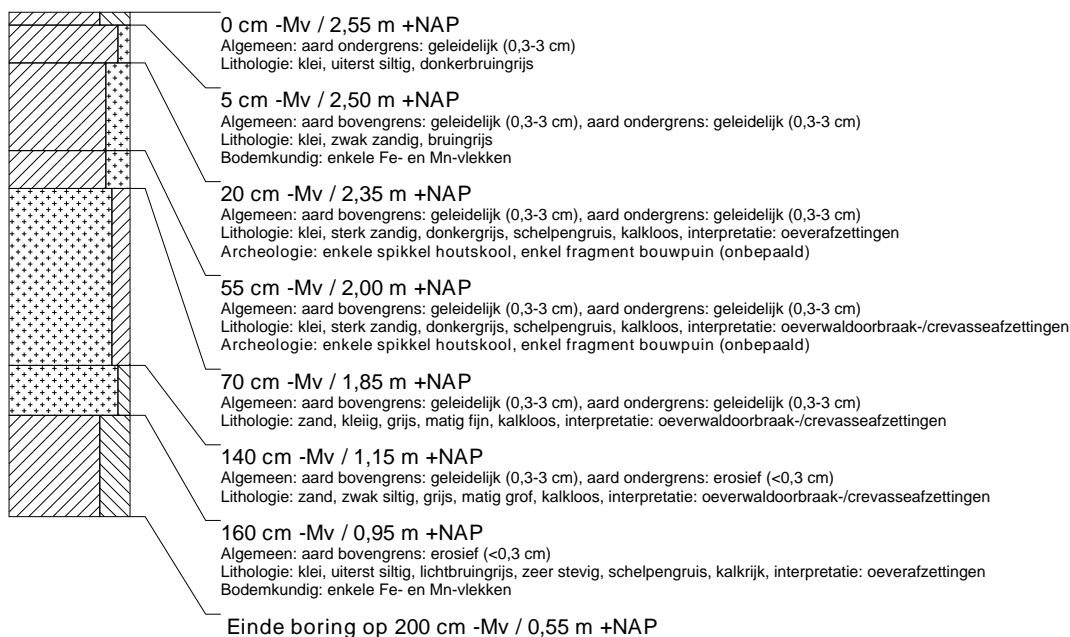 0 cm -Mv / 2,55 m +NAP
Algemeen: aard ondergrens: geleidelijk (0,3-3 cm)
Lithologie: klei, uiterst siltig, donkerbruingrijs
5 cm -Mv / 2,50 m +NAP
Algemeen: aard bovengrens: geleidelijk (0,3-3 cm), aard ondergrens: geleidelijk (0,3-3 cm)
Lithologie: klei, zwak zandig, bruingrijs
Bodemkundig: enkele Fe- en Mn-vlekken
20 cm -Mv / 2,35 m +NAP
Algemeen: aard bovengrens: geleidelijk (0,3-3 cm), aard ondergrens: geleidelijk (0,3-3 cm)
Lithologie: klei, sterk zandig, donkergrijs, schelpengruis, kalkloos, interpretatie: oeverafzettingen
Archeologie: enkele spikkel houtskool, enkel fragment bouwpuin (onbepaald)
55 cm -Mv / 2,00 m +NAP
Algemeen: aard bovengrens: geleidelijk (0,3-3 cm), aard ondergrens: geleidelijk (0,3-3 cm)
Lithologie: klei, sterk zandig, donkergrijs, schelpengruis, kalkloos, interpretatie: oeverwaldoorbraak-/crevasseafzettingen
Archeologie: enkele spikkel houtskool, enkel fragment bouwpuin (onbepaald)
70 cm -Mv / 1,85 m +NAP
Algemeen: aard bovengrens: geleidelijk (0,3-3 cm), aard ondergrens: geleidelijk (0,3-3 cm)
Lithologie: zand, kleiig, grijs, matig fijn, kalkloos, interpretatie: oeverwaldoorbraak-/crevasseafzettingen
140 cm -Mv / 1,15 m +NAP
Algemeen: aard bovengrens: geleidelijk (0,3-3 cm), aard ondergrens: erosief (<0,3 cm)
Lithologie: zand, zwak siltig, grijs, matig grof, kalkloos, interpretatie: oeverwaldoorbraak-/crevasseafzettingen
160 cm -Mv / 0,95 m +NAP
Algemeen: aard bovengrens: erosief (<0,3 cm)
Lithologie: klei, uiterst siltig, lichtbruingrijs, zeer stevig, schelpengruis, kalkrijk, interpretatie: oeverafzettingen
Bodemkundig: enkele Fe- en Mn-vlekken
Einde boring op 200 cm -Mv / 0,55 m +NAP